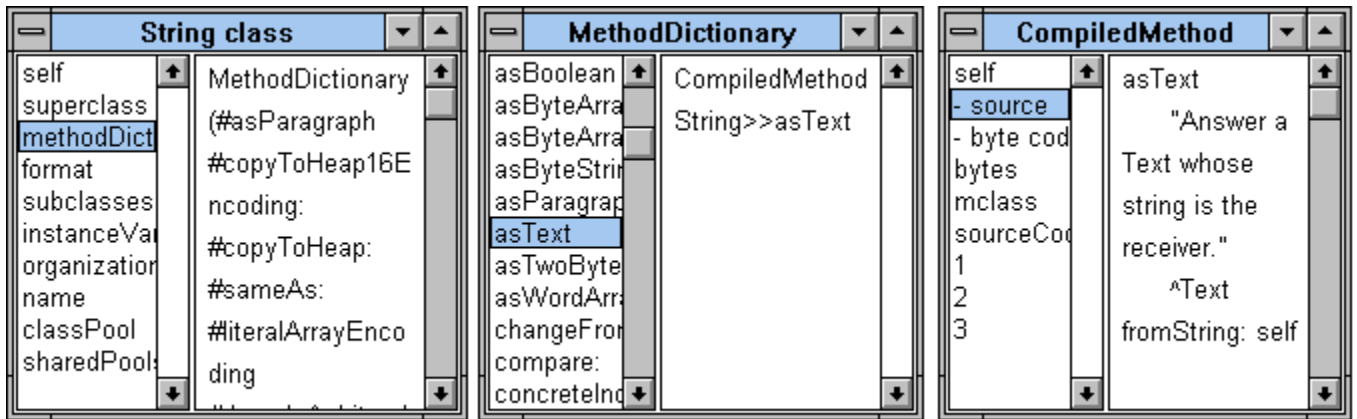 String class
self
superclass
methodDict
format
subclasses
instanceVar
organization
name
classPool
sharedPools
MethodDictionary
(#asParagraph
#copyToHeap16E
ncoding:
#copyToHeap:
#sameAs:
#literalArrayEnco
ding
MethodDictionary
asBoolean
asByteArra
asByteArra
asByteStrin
asParagrap
asText
asTwoByte
asWordArra
changeFrom
compare:
concreteInd
CompiledMethod
String>>asText
CompiledMethod
self
- source
- byte cod
bytes
mclass
sourceCod
1
2
3
asText
"Answer a
Text whose
string is the
receiver."
^Text
fromString: self